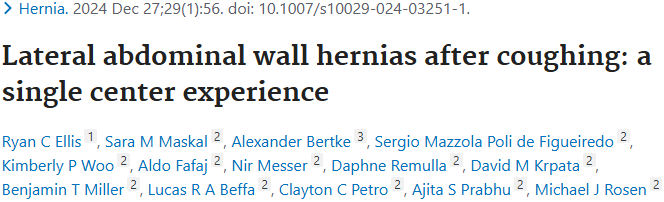 Hernia. 2024 Dec 27;29(1):56. doi: 10.1007/s10029-024-03251-1.
Lateral abdominal wall hernias after coughing: a
single center experience
Ryan C Ellis 1, Sara M Maskal 2, Alexander Bertke 3, Sergio Mazzola Poli de Figueiredo 2,
Kimberly P Woo 2, Aldo Fafaj 2, Nir Messer 2, Daphne Remulla 2, David M Krpata 2,
Benjamin T Miller 2, Lucas R A Beffa 2, Clayton C Petro 2, Ajita S Prabhu 2, Michael J Rosen 2